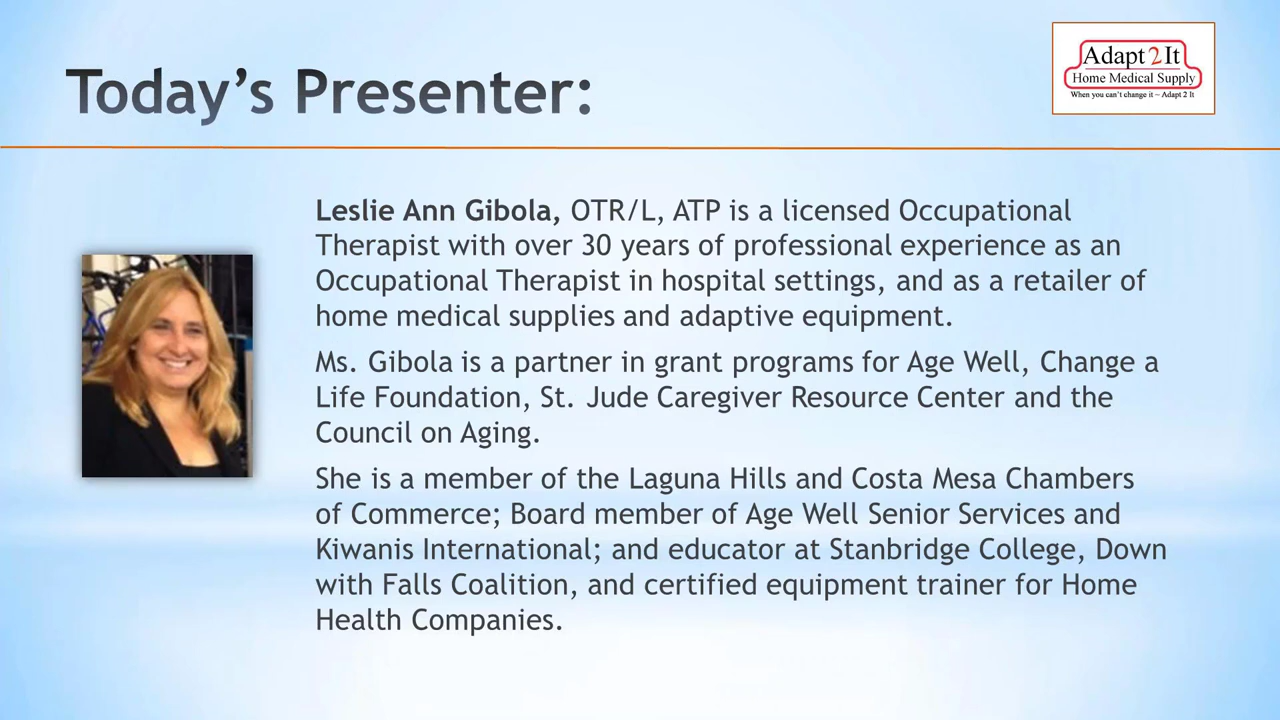 Today’s Presenter:
Adapt 2 It
Home Medical Supply
When you can't change it ~ Adapt 2 It
Leslie Ann Gibola, OTR/L, ATP is a licensed Occupational
Therapist with over 30 years of professional experience as an
Occupational Therapist in hospital settings, and as a retailer of
home medical supplies and adaptive equipment.
Ms. Gibola is a partner in grant programs for Age Well, Change a
Life Foundation, St. Jude Caregiver Resource Center and the
Council on Aging.
She is a member of the Laguna Hills and Costa Mesa Chambers
of Commerce; Board member of Age Well Senior Services and
Kiwanis International; and educator at Stanbridge College, Down
with Falls Coalition, and certified equipment trainer for Home
Health Companies.